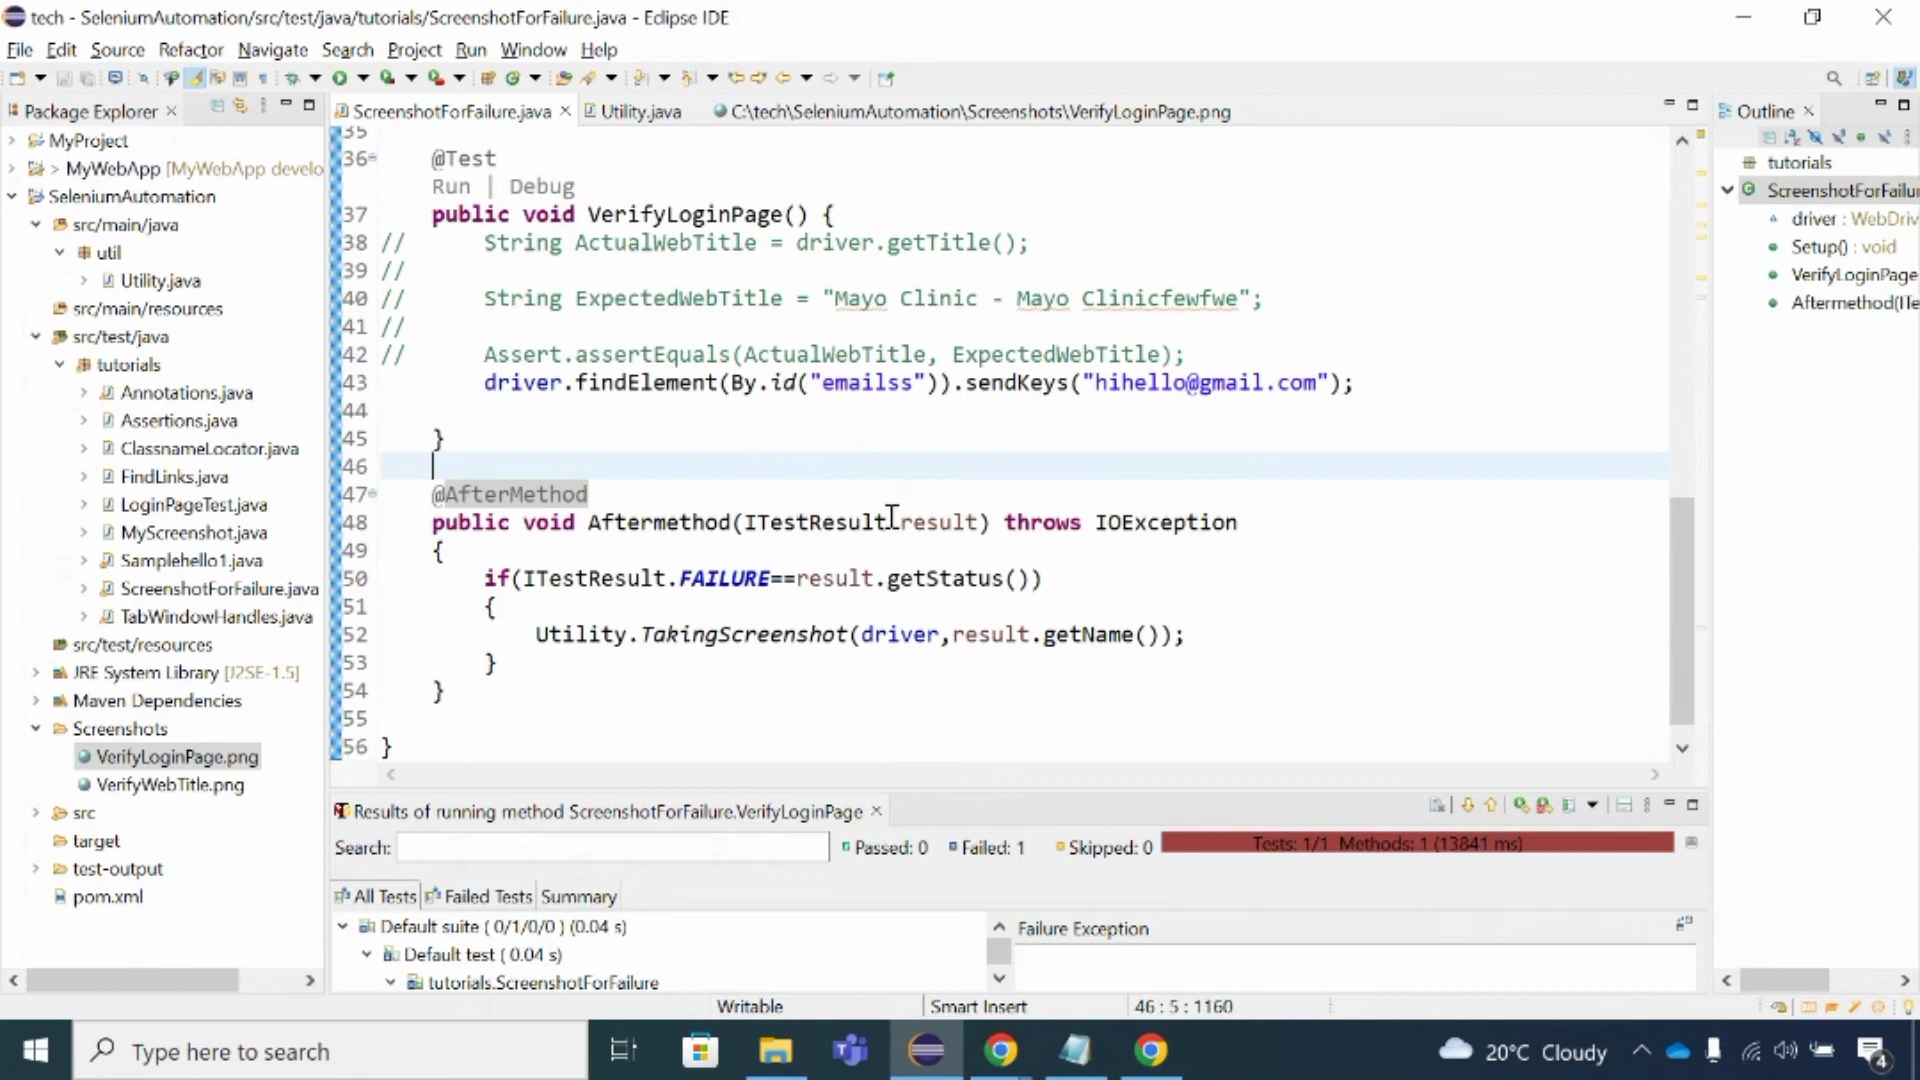 tech - SeleniumAutomation/src/test/java/tutorials/ScreenshotForFailure.java - Edipse IDE
File Edit Source Refactor Navigate Search Project Run Window Help
Package Explorer
ScreenshotForFailure.java
Utility.java
C:\tech\SeleniumAutomation\Screenshots\VerifyLoginPage.png
Outline
MyProject
> MyWebApp [MyWebApp develo
SeleniumAutomation
src/main/java
util
Utility.java
src/main/resources
src/test/java
tutorials
Annotations.java
Assertions.java
ClassnameLocator.java
FindLinks.java
LoginPageTest.java
MyScreenshot.java
Samplehello1.java
ScreenshotForFailure.java
TabWindowHandles.java
src/test/resources
JRE System Library [J2SE-1.5]
Maven Dependencies
Screenshots
VerifyLoginPage.png
VerifyWebTitle.png
src
target
test-output
pom.xml
35
36 @Test
Run | Debug
37 public void VerifyLoginPage() {
38 // String ActualWebTitle = driver.getTitle();
39 //
40 // String ExpectedWebTitle = "Mayo Clinic - Mayo Clinicfewfwe";
41 //
42 // Assert.assertEquals(ActualWebTitle, ExpectedWebTitle);
43 driver.findElement(By.id("emailss")).sendKeys("hihello@gmail.com");
44
45 }
46
47 @AfterMethod
48 public void Aftermethod(ITestResult result) throws IOException
49 {
50 if(ITestResult.FAILURE==result.getStatus())
51 {
52 Utility.TakingScreenshot(driver,result.getName());
53 }
54 }
55
56 }
tutorials
ScreenshotForFailur
driver : WebDriv
Setup() : void
VerifyLoginPage
Aftermethod(ITe
Results of running method ScreenshotForFailure.VerifyLoginPage
Search:
Passed: 0 Failed: 1 Skipped: 0
Tests: 1/1 Methods: 1 (13841 ms)
All Tests Failed Tests Summary
Default suite ( 0/1/0/0 ) (0.04 s)
Default test ( 0.04 s)
tutorials.ScreenshotForFailure
Failure Exception
Writable Smart Insert 46 : 5 : 1160
Type here to search
20°C Cloudy
4